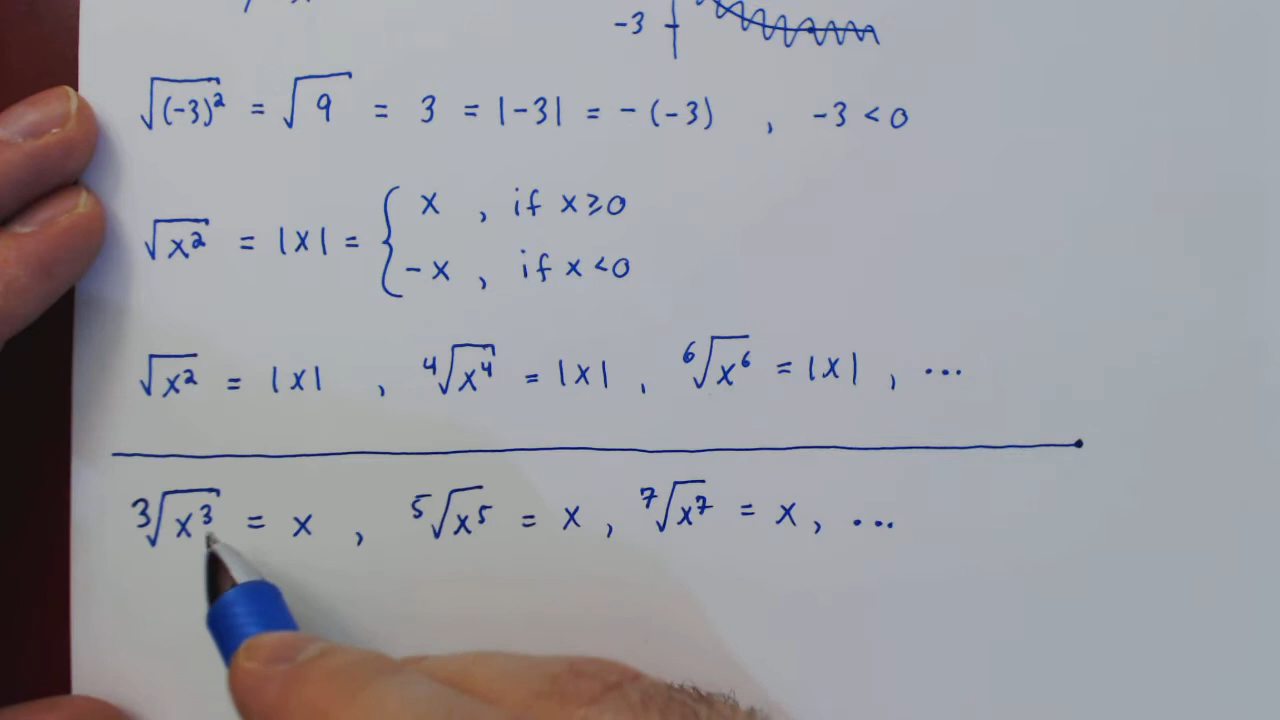 -3
√(-3)² = √9 = 3 = |-3| = -(-3) , -3 < 0
√x² = |x| = { x , if x ≥ 0
-x , if x < 0
√x² = |x| , ⁴√x⁴ = |x| , ⁶√x⁶ = |x| , ...
³√x³ = x , ⁵√x⁵ = x , ⁷√x⁷ = x , ...